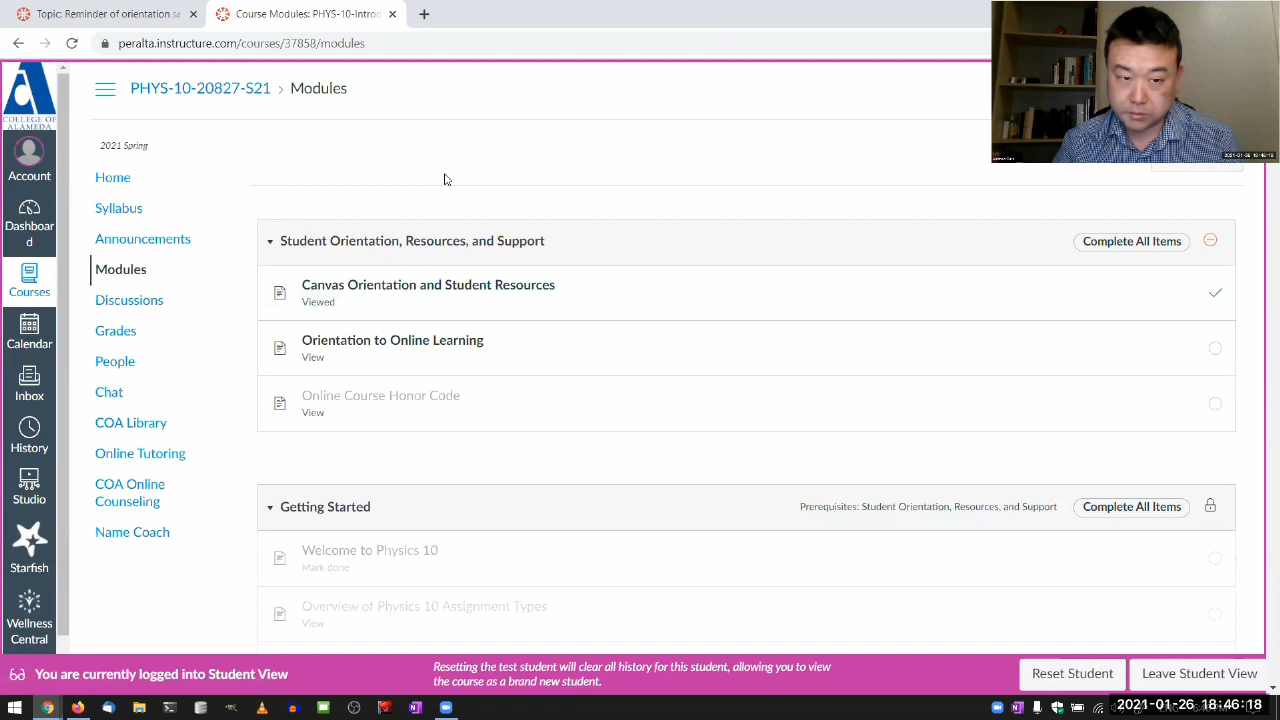 Topic: Reminder of orientation se
Course Modules: PHYS-10-Introd
peralta.instructure.com/courses/37858/modules
COLLEGE OF
ALAMEDA
PHYS-10-20827-S21 › Modules
2021-01-26 18:46:18
2021 Spring
Account
Dashboar
d
Courses
Calendar
Inbox
History
Studio
Starfish
Wellness
Central
Home
Syllabus
Announcements
Modules
Discussions
Grades
People
Chat
COA Library
Online Tutoring
COA Online
Counseling
Name Coach
Student Orientation, Resources, and Support
Complete All Items
Canvas Orientation and Student Resources
Viewed
Orientation to Online Learning
View
Online Course Honor Code
View
Getting Started
Prerequisites: Student Orientation, Resources, and Support
Complete All Items
Welcome to Physics 10
Mark done
Overview of Physics 10 Assignment Types
View
You are currently logged into Student View
Resetting the test student will clear all history for this student, allowing you to view
the course as a brand new student.
Reset Student
Leave Student View
2021-01-26 18:46:18